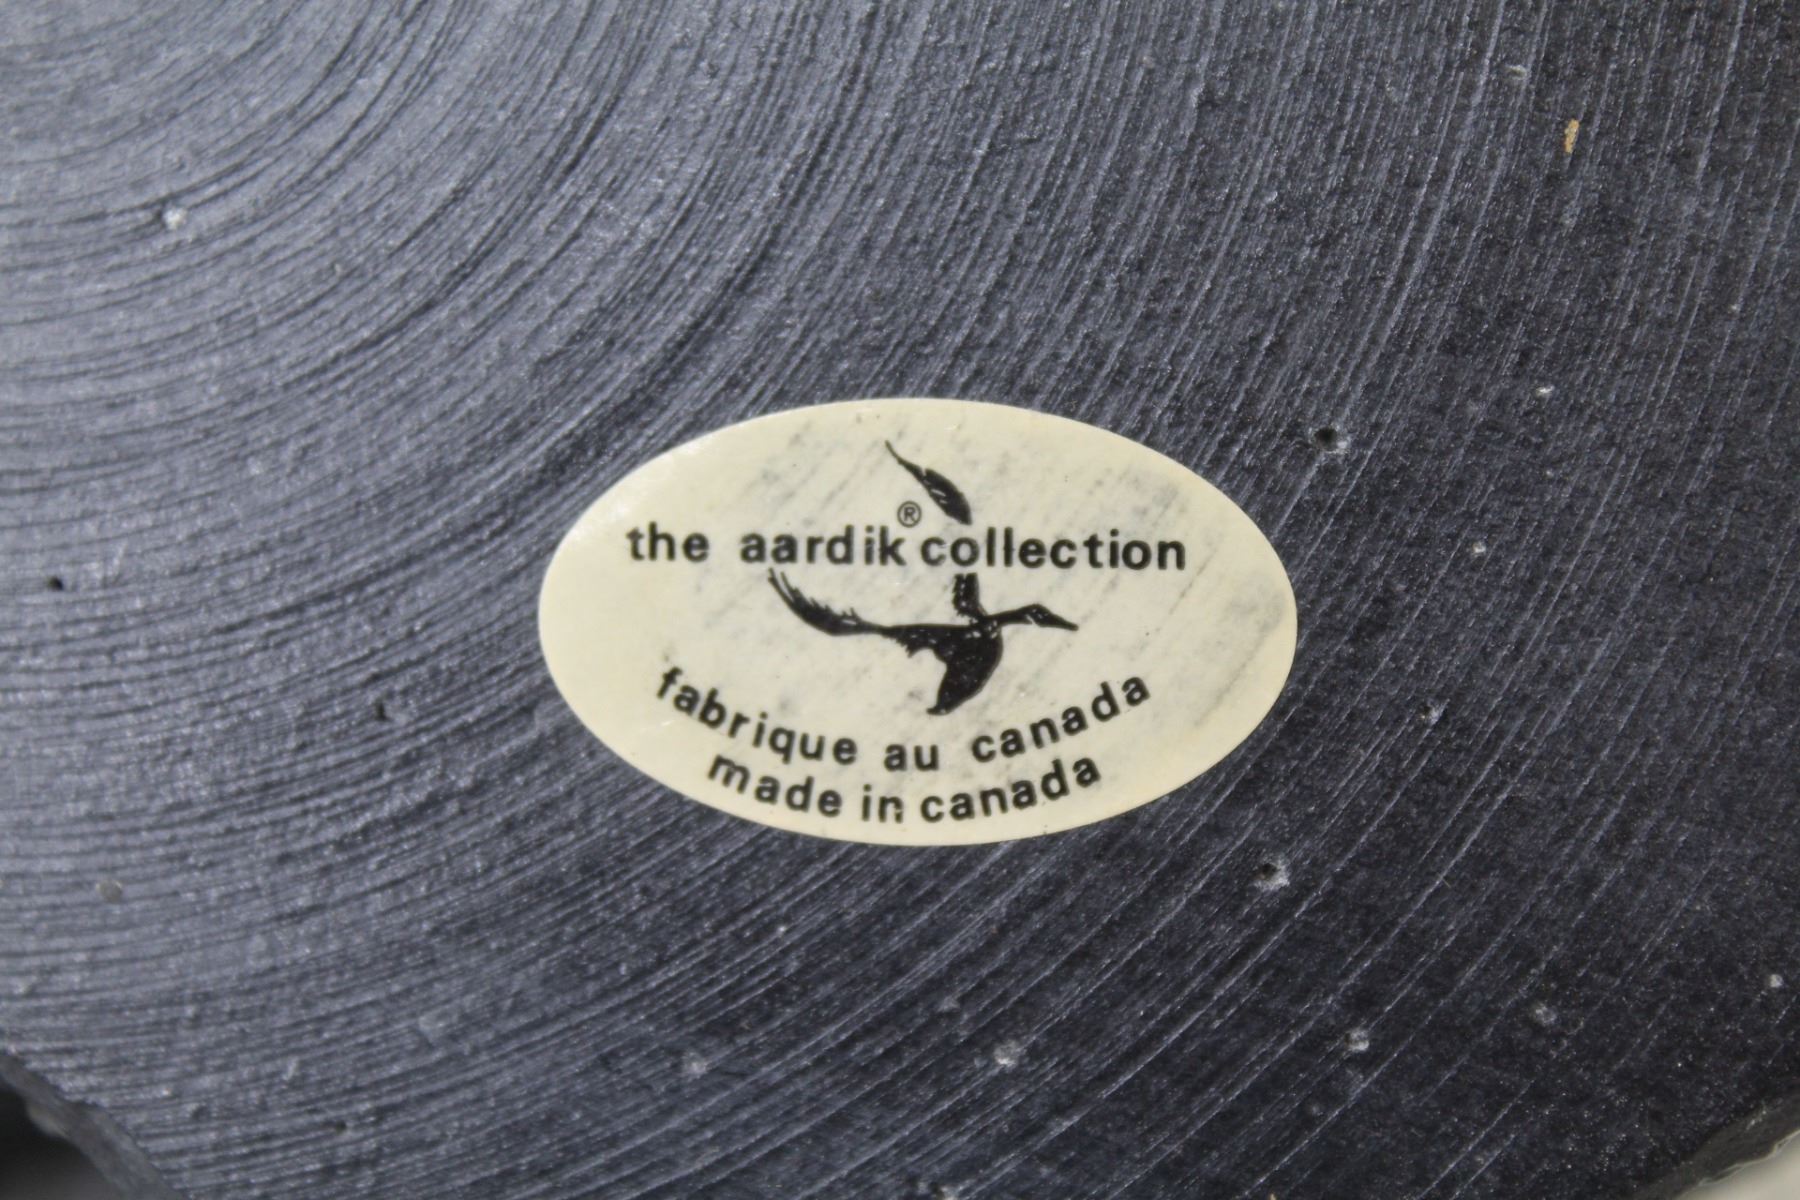 ®
the aardik collection
fabrique au canada
made in canada